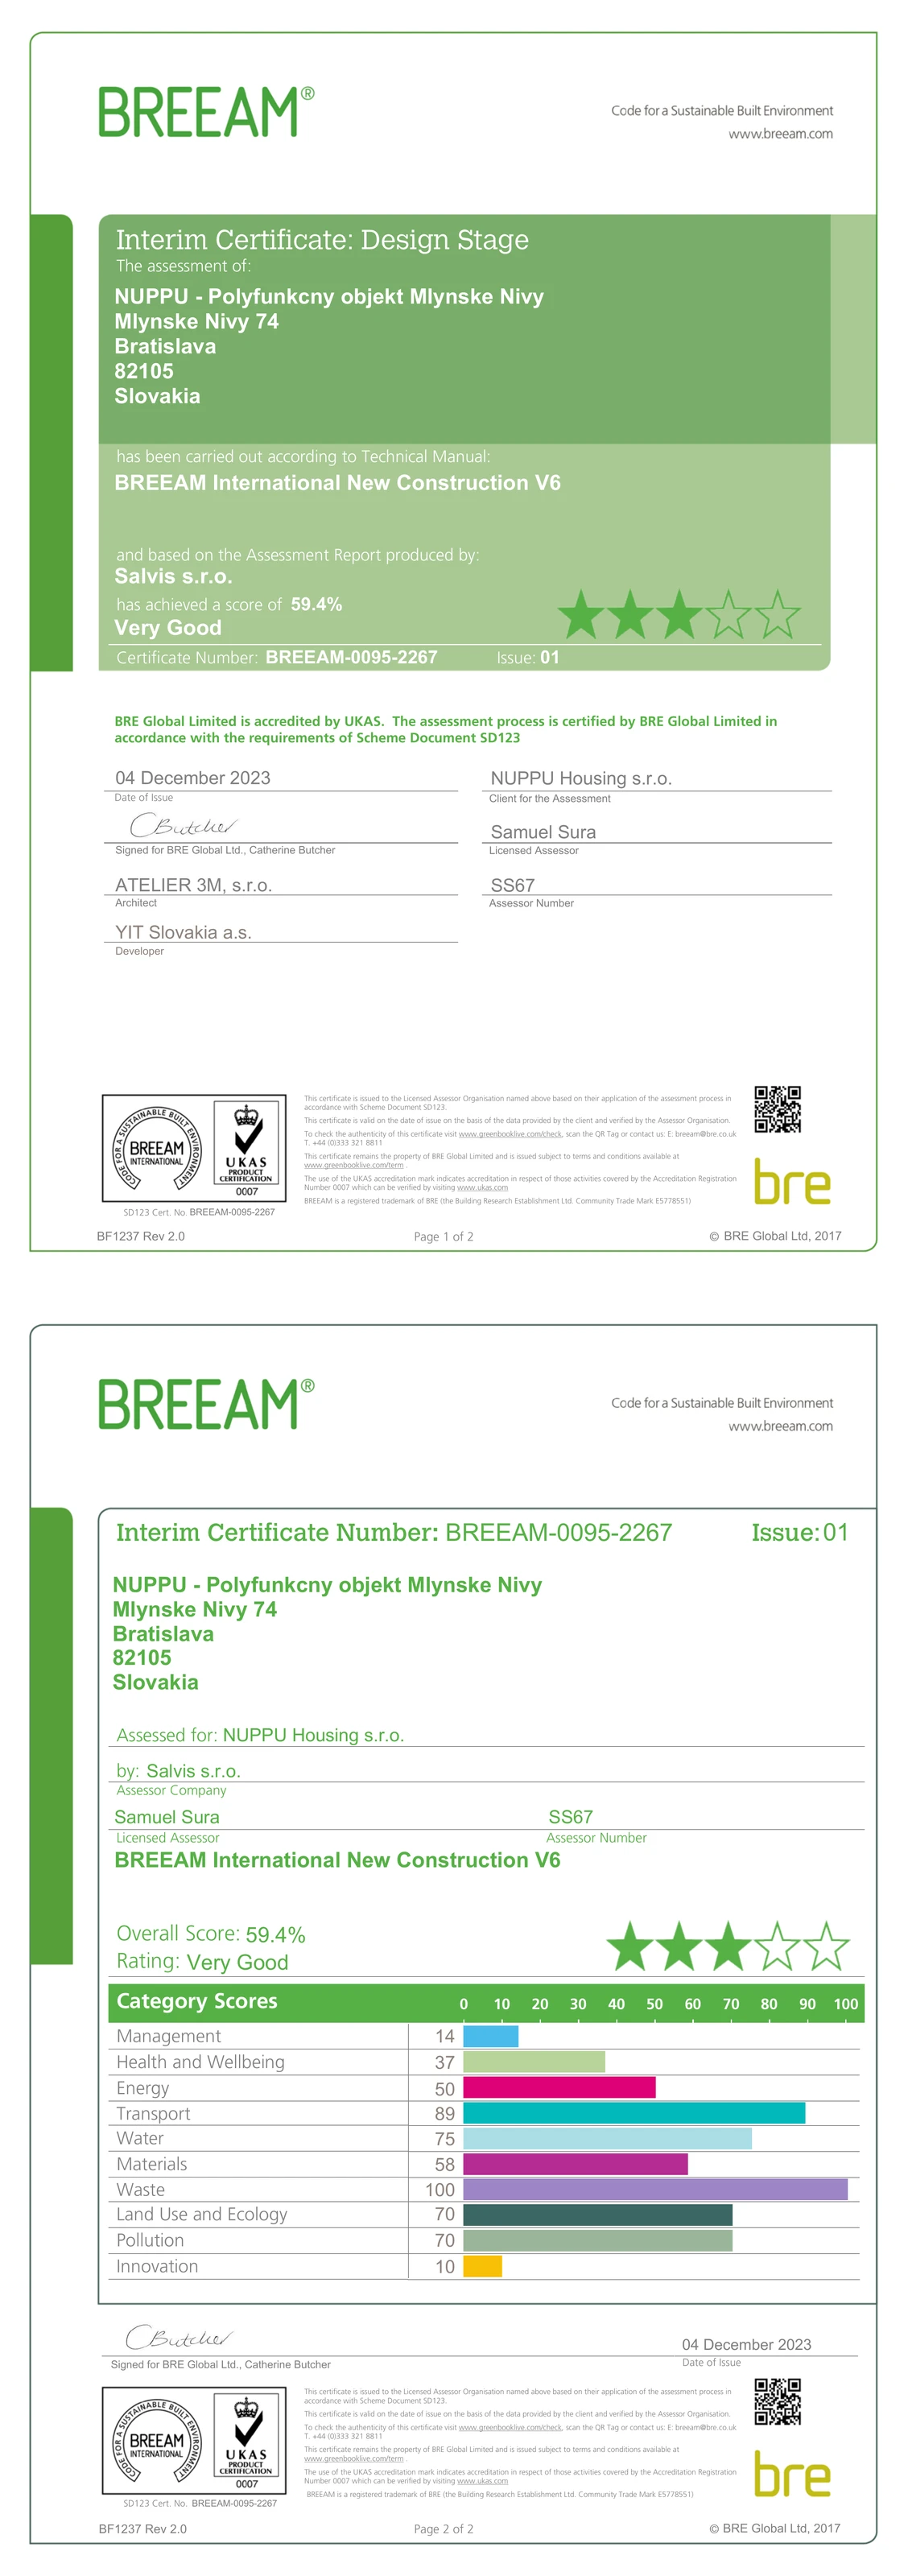 BREEAM®
Code for a Sustainable Built Environment
www.breeam.com
Interim Certificate: Design Stage
The assessment of:
NUPPU - Polyfunkcny objekt Mlynske Nivy
Mlynske Nivy 74
Bratislava
82105
Slovakia
has been carried out according to Technical Manual:
BREEAM International New Construction V6
and based on the Assessment Report produced by:
Salvis s.r.o.
has achieved a score of 59.4%
Very Good
Certificate Number: BREEAM-0095-2267 Issue: 01
BRE Global Limited is accredited by UKAS. The assessment process is certified by BRE Global Limited in
accordance with the requirements of Scheme Document SD123
04 December 2023
Date of Issue
NUPPU Housing s.r.o.
Client for the Assessment
CButcher
Signed for BRE Global Ltd., Catherine Butcher
Samuel Sura
Licensed Assessor
ATELIER 3M, s.r.o.
Architect
SS67
Assessor Number
YIT Slovakia a.s.
Developer
CODE FOR A SUSTAINABLE BUILT ENVIRONMENT
BREEAM
INTERNATIONAL
UKAS
PRODUCT
CERTIFICATION
0007
SD123 Cert. No. BREEAM-0095-2267
This certificate is issued to the Licensed Assessor Organisation named above based on their application of the assessment process in
accordance with Scheme Document SD123.
This certificate is valid on the date of issue on the basis of the data provided by the client and verified by the Assessor Organisation.
To check the authenticity of this certificate visit www.greenbooklive.com/check, scan the QR Tag or contact us: E: breeam@bre.co.uk
T. +44 (0)333 321 8811
This certificate remains the property of BRE Global Limited and is issued subject to terms and conditions available at
www.greenbooklive.com/term .
The use of the UKAS accreditation mark indicates accreditation in respect of those activities covered by the Accreditation Registration
Number 0007 which can be verified by visiting www.ukas.com
BREEAM is a registered trademark of BRE (the Building Research Establishment Ltd. Community Trade Mark E5778551)
bre
BF1237 Rev 2.0
Page 1 of 2
© BRE Global Ltd, 2017
BREEAM®
Code for a Sustainable Built Environment
www.breeam.com
Interim Certificate Number: BREEAM-0095-2267 Issue: 01
NUPPU - Polyfunkcny objekt Mlynske Nivy
Mlynske Nivy 74
Bratislava
82105
Slovakia
Assessed for: NUPPU Housing s.r.o.
by: Salvis s.r.o.
Assessor Company
Samuel Sura SS67
Licensed Assessor Assessor Number
BREEAM International New Construction V6
Overall Score: 59.4%
Rating: Very Good
Category Scores 0 10 20 30 40 50 60 70 80 90 100
Management 14
Health and Wellbeing 37
Energy 50
Transport 89
Water 75
Materials 58
Waste 100
Land Use and Ecology 70
Pollution 70
Innovation 10
CButcher
Signed for BRE Global Ltd., Catherine Butcher
04 December 2023
Date of Issue
CODE FOR A SUSTAINABLE BUILT ENVIRONMENT
BREEAM
INTERNATIONAL
UKAS
PRODUCT
CERTIFICATION
0007
SD123 Cert. No. BREEAM-0095-2267
This certificate is issued to the Licensed Assessor Organisation named above based on their application of the assessment process in
accordance with Scheme Document SD123.
This certificate is valid on the date of issue on the basis of the data provided by the client and verified by the Assessor Organisation.
To check the authenticity of this certificate visit www.greenbooklive.com/check, scan the QR Tag or contact us: E: breeam@bre.co.uk
T. +44 (0)333 321 8811
This certificate remains the property of BRE Global Limited and is issued subject to terms and conditions available at
www.greenbooklive.com/term .
The use of the UKAS accreditation mark indicates accreditation in respect of those activities covered by the Accreditation Registration
Number 0007 which can be verified by visiting www.ukas.com
BREEAM is a registered trademark of BRE (the Building Research Establishment Ltd. Community Trade Mark E5778551)
bre
BF1237 Rev 2.0
Page 2 of 2
© BRE Global Ltd, 2017